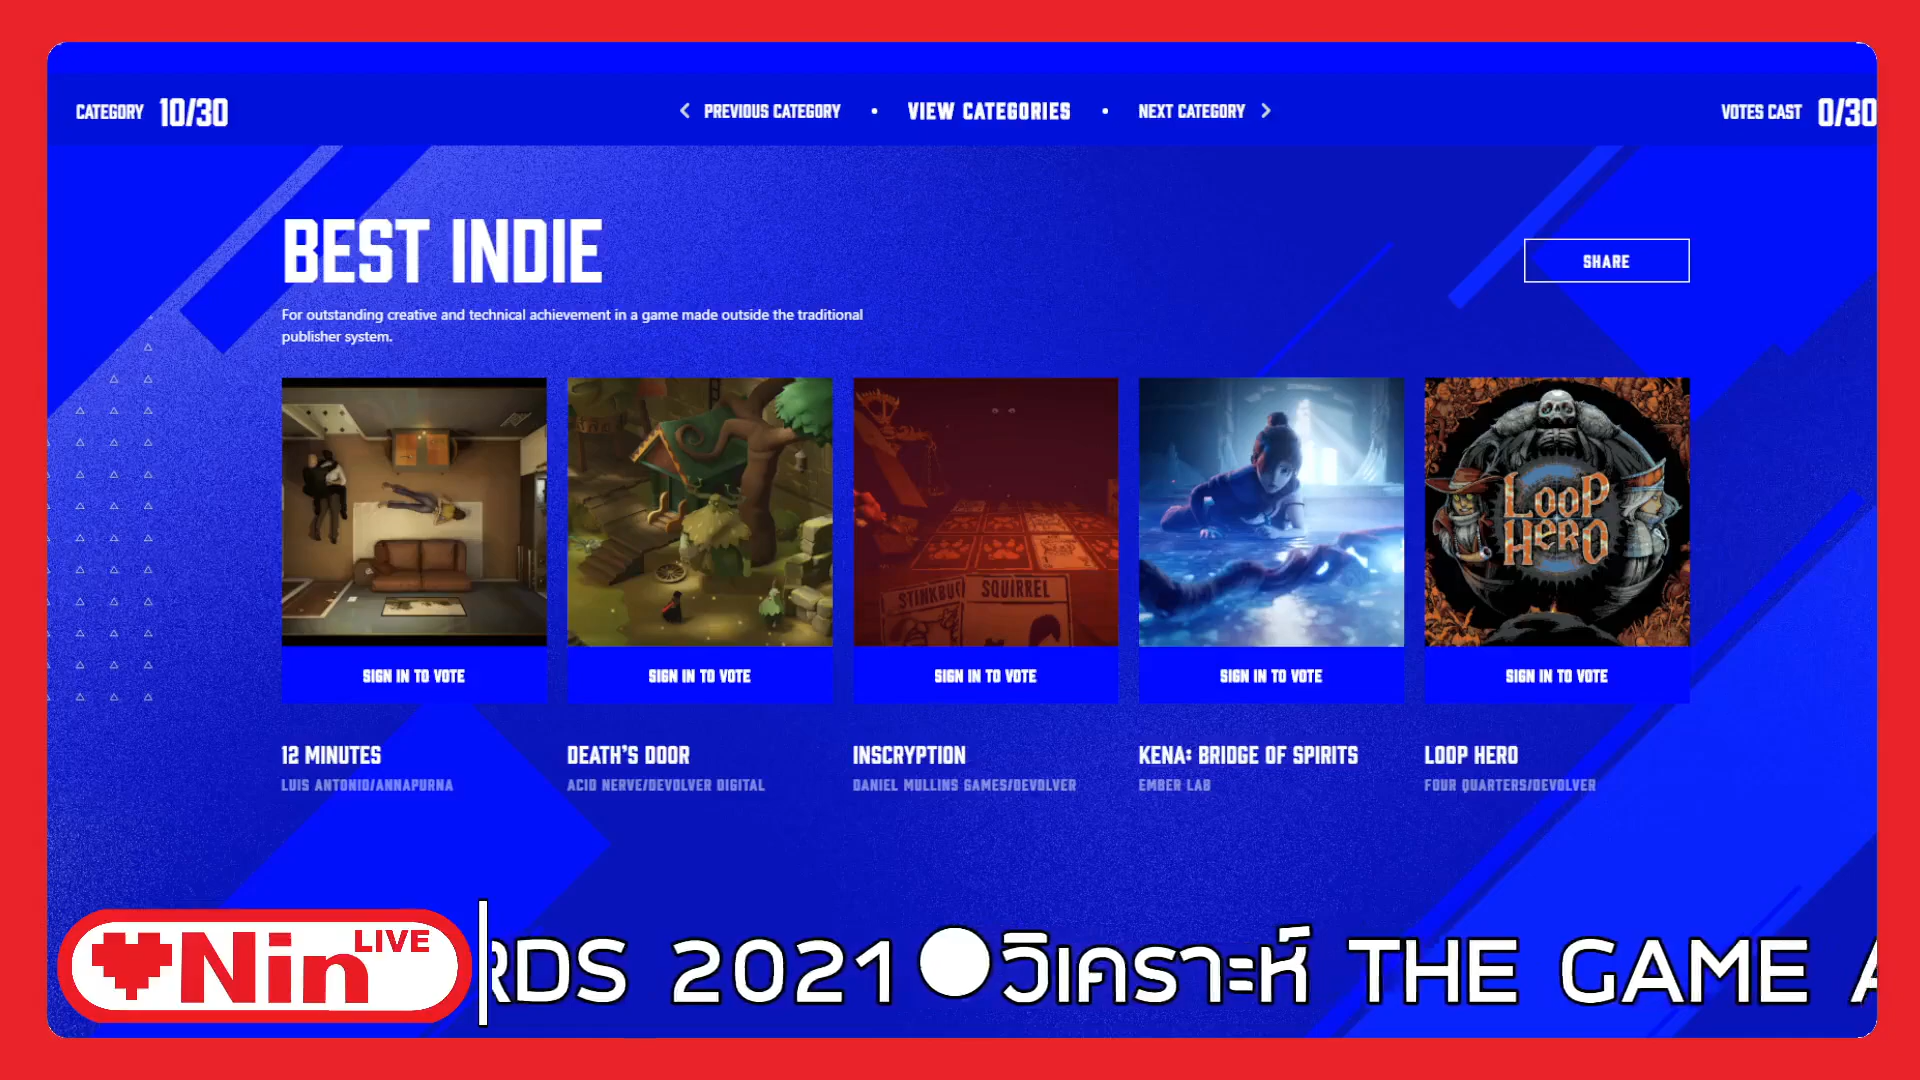 CATEGORY 10/30
PREVIOUS CATEGORY • VIEW CATEGORIES • NEXT CATEGORY
VOTES CAST 0/30
BEST INDIE
SHARE
For outstanding creative and technical achievement in a game made outside the traditional
publisher system.
STINKBUG
SQUIRREL
LOOP
HERO
SIGN IN TO VOTE
SIGN IN TO VOTE
SIGN IN TO VOTE
SIGN IN TO VOTE
SIGN IN TO VOTE
12 MINUTES
LUIS ANTONIO/ANNAPURNA
DEATH'S DOOR
ACID NERVE/DEVOLVER DIGITAL
INSCRYPTION
DANIEL MULLINS GAMES/DEVOLVER
KENA: BRIDGE OF SPIRITS
EMBER LAB
LOOP HERO
FOUR QUARTERS/DEVOLVER
Nin LIVE
RDS 2021 ●วิเคราะห์ THE GAME A